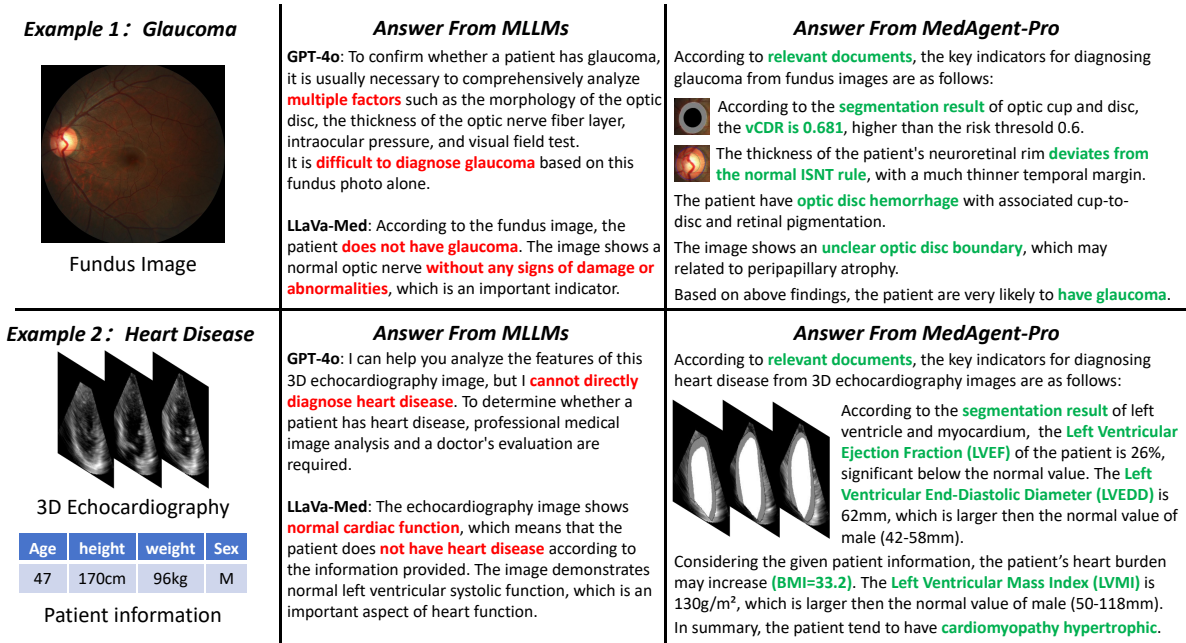 Example 1： Glaucoma
Fundus Image
Answer From MLLMs
GPT-4o: To confirm whether a patient has glaucoma,
it is usually necessary to comprehensively analyze
multiple factors such as the morphology of the optic
disc, the thickness of the optic nerve fiber layer,
intraocular pressure, and visual field test.
It is difficult to diagnose glaucoma based on this
fundus photo alone.
LLaVa-Med: According to the fundus image, the
patient does not have glaucoma. The image shows a
normal optic nerve without any signs of damage or
abnormalities, which is an important indicator.
Answer From MedAgent-Pro
According to relevant documents, the key indicators for diagnosing
glaucoma from fundus images are as follows:
According to the segmentation result of optic cup and disc,
the vCDR is 0.681, higher than the risk thresold 0.6.
The thickness of the patient's neuroretinal rim deviates from
the normal ISNT rule, with a much thinner temporal margin.
The patient have optic disc hemorrhage with associated cup-to-
disc and retinal pigmentation.
The image shows an unclear optic disc boundary, which may
related to peripapillary atrophy.
Based on above findings, the patient are very likely to have glaucoma.
Example 2： Heart Disease
3D Echocardiography
Age height weight Sex
47 170cm 96kg M
Patient information
Answer From MLLMs
GPT-4o: I can help you analyze the features of this
3D echocardiography image, but I cannot directly
diagnose heart disease. To determine whether a
patient has heart disease, professional medical
image analysis and a doctor's evaluation are
required.
LLaVa-Med: The echocardiography image shows
normal cardiac function, which means that the
patient does not have heart disease according to
the information provided. The image demonstrates
normal left ventricular systolic function, which is an
important aspect of heart function.
Answer From MedAgent-Pro
According to relevant documents, the key indicators for diagnosing
heart disease from 3D echocardiography images are as follows:
According to the segmentation result of left
ventricle and myocardium, the Left Ventricular
Ejection Fraction (LVEF) of the patient is 26%,
significant below the normal value. The Left
Ventricular End-Diastolic Diameter (LVEDD) is
62mm, which is larger then the normal value of
male (42-58mm).
Considering the given patient information, the patient's heart burden
may increase (BMI=33.2). The Left Ventricular Mass Index (LVMI) is
130g/m², which is larger then the normal value of male (50-118mm).
In summary, the patient tend to have cardiomyopathy hypertrophic.